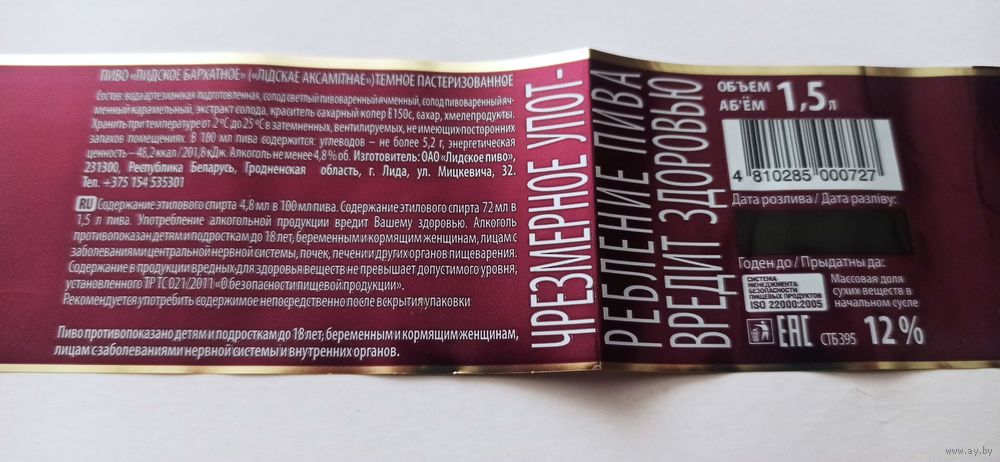 ПИВО «ЛИДСКОЕ БАРХАТНОЕ» («ЛІДСКАЕ АКСАМІТНАЕ») ТЕМНОЕ ПАСТЕРИЗОВАННОЕ
Состав: вода артезианская подготовленная, солод светлый пивоваренный ячменный, солод пивоваренный яч-
менный карамельный, экстракт солода, краситель сахарный колер Е150с, сахар, хмелепродукты.
Хранить при температуре от 2°С до 25°С в затемненных, вентилируемых, не имеющих посторонних
запахов помещениях. В 100 мл пива содержится: углеводов – не более 5,2 г, энергетическая
ценность – 48,2 ккал/201,8 кДж. Алкоголь не менее 4,8% об. Изготовитель: ОАО «Лидское пиво»,
231300, Республика Беларусь, Гродненская область, г. Лида, ул. Мицкевича, 32.
Тел. +375 154 535301
RU Содержание этилового спирта 4,8 мл в 100 мл пива. Содержание этилового спирта 72 мл в
1,5 л пива. Употребление алкогольной продукции вредит Вашему здоровью. Алкоголь
противопоказан детям и подросткам до 18 лет, беременным и кормящим женщинам, лицам с
заболеваниями центральной нервной системы, почек, печени и других органов пищеварения.
Содержание в продукции вредных для здоровья веществ не превышает допустимого уровня,
установленного ТР ТС 021/2011 «О безопасности пищевой продукции».
Рекомендуется употребить содержимое непосредственно после вскрытия упаковки
Пиво противопоказано детям и подросткам до 18 лет, беременным и кормящим женщинам,
лицам с заболеваниями нервной системы и внутренних органов.
ЧРЕЗМЕРНОЕ УПОТ-
РЕБЛЕНИЕ ПИВА
ВРЕДИТ ЗДОРОВЬЮ
ОБЪЕМ
АБ'ЁМ 1,5 л
4 810285 000727
Дата розлива / Дата разліву:
Годен до / Прыдатны да:
СИСТЕМА
МЕНЕДЖМЕНТА
БЕЗОПАСНОСТИ
ПИЩЕВЫХ ПРОДУКТОВ
ISO 22000:2005
Массовая доля
сухих веществ в
начальном сусле
EAC СТБ 395 12 %
www.ay.by